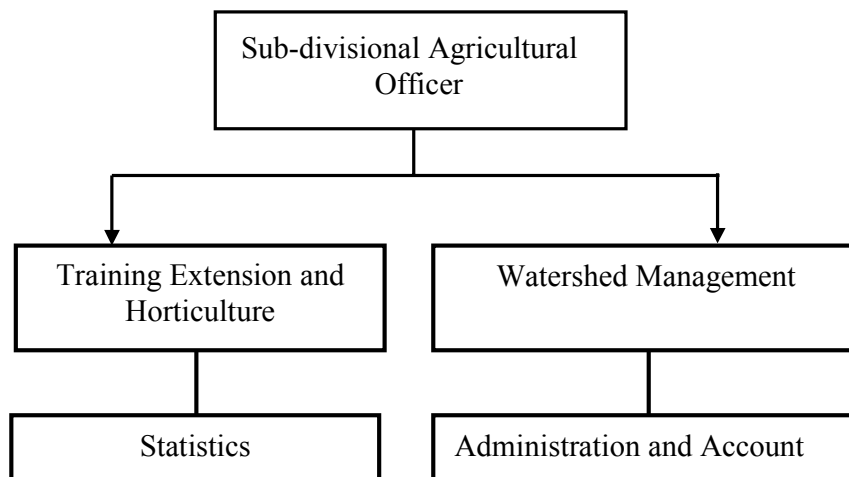 Sub-divisional Agricultural
Officer
Training Extension and
Horticulture
Watershed Management
Statistics
Administration and Account